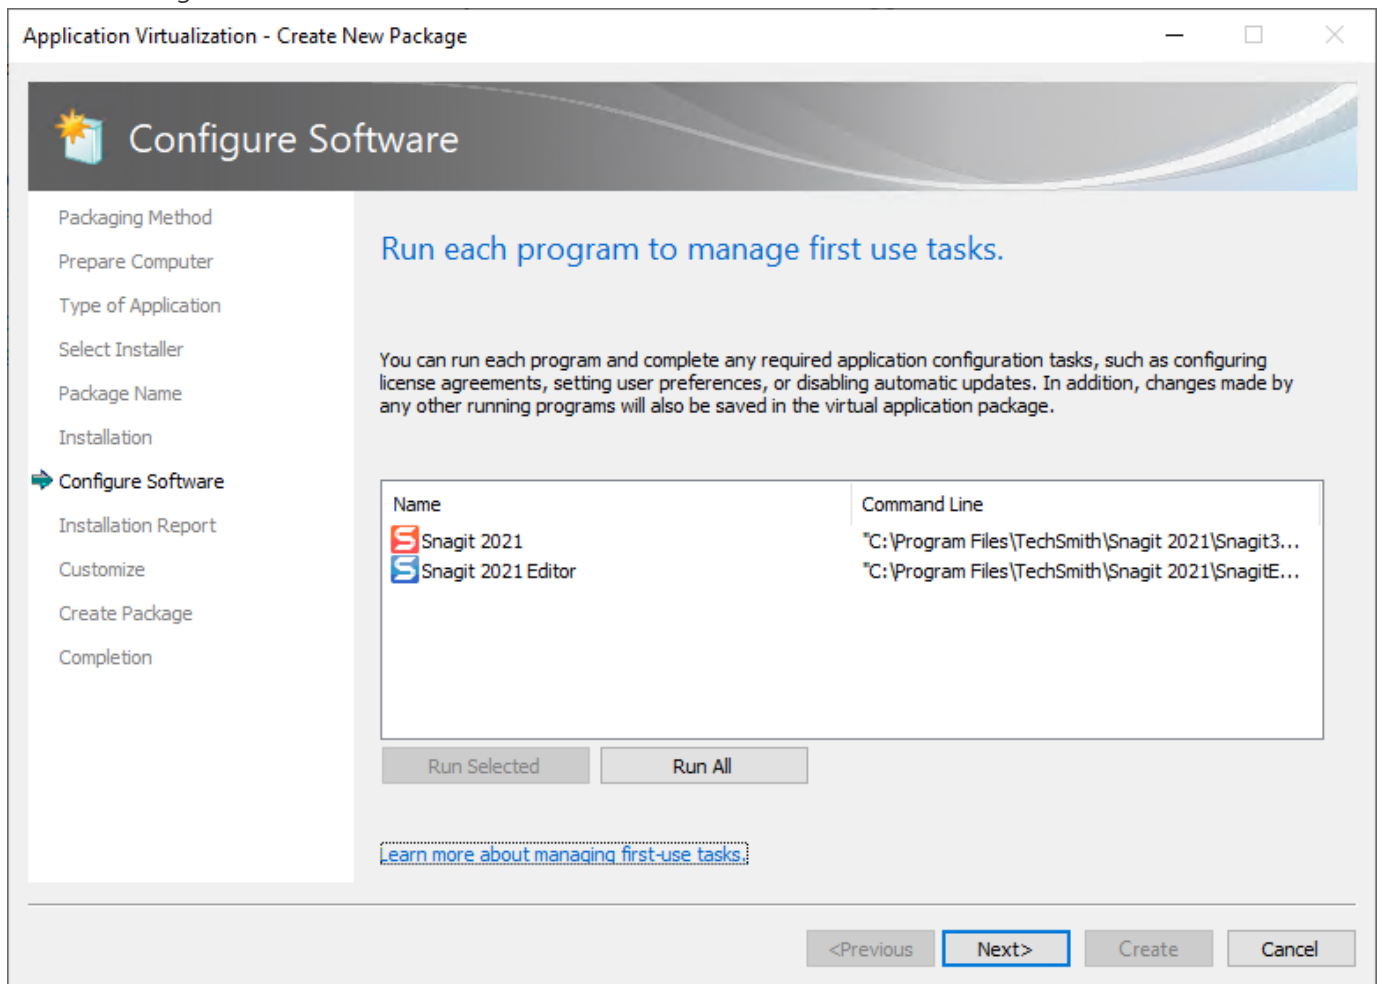 Application Virtualization - Create New Package
Configure Software
Packaging Method
Prepare Computer
Type of Application
Select Installer
Package Name
Installation
Configure Software
Installation Report
Customize
Create Package
Completion
Run each program to manage first use tasks.
You can run each program and complete any required application configuration tasks, such as configuring
license agreements, setting user preferences, or disabling automatic updates. In addition, changes made by
any other running programs will also be saved in the virtual application package.
Name Command Line
Snagit 2021 "C:\Program Files\TechSmith\Snagit 2021\Snagit3...
Snagit 2021 Editor "C:\Program Files\TechSmith\Snagit 2021\SnagitE...
Run Selected Run All
Learn more about managing first-use tasks.
<Previous Next> Create Cancel